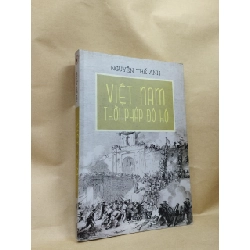 NGUYỄN THẾ ANH
VIỆT NAM
THỜI PHÁP ĐÔ HỘ